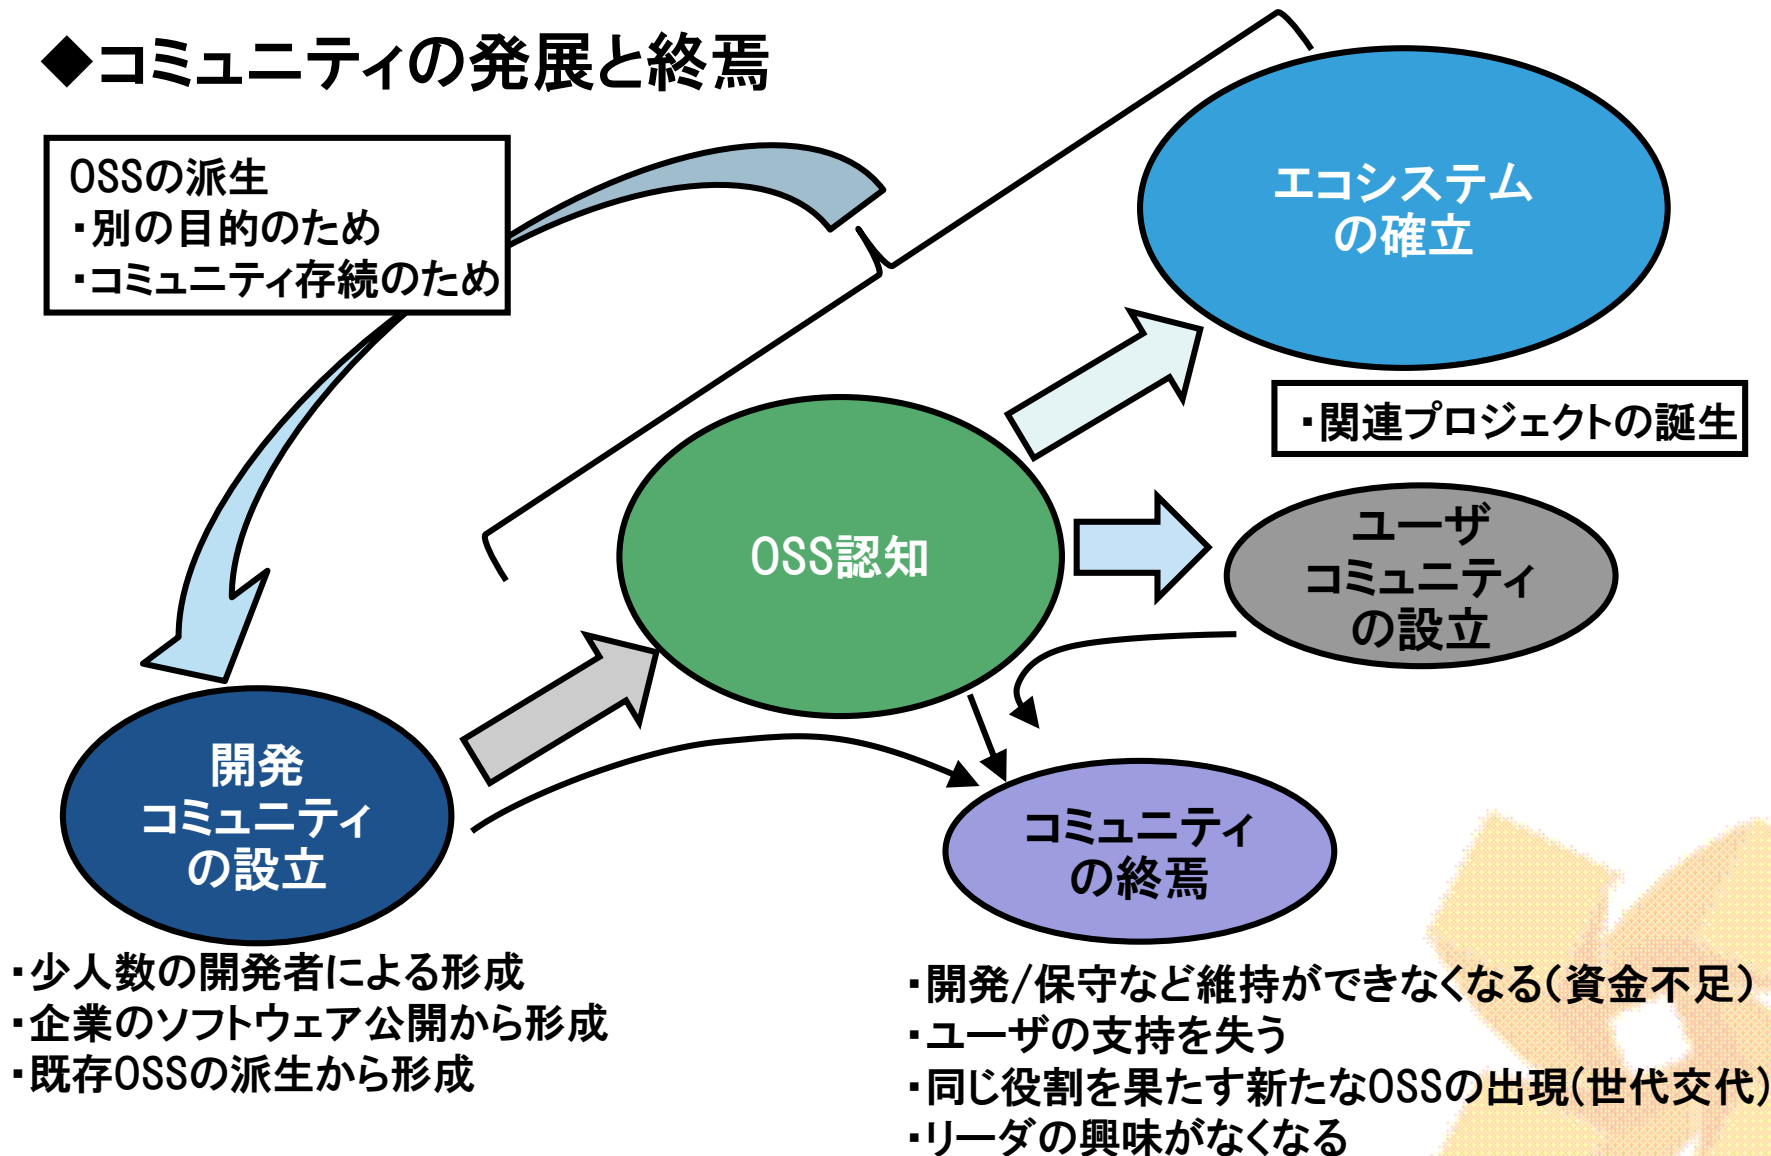 ◆コミュニティの発展と終焉
OSSの派生
・別の目的のため
・コミュニティ存続のため
エコシステム
の確立
・関連プロジェクトの誕生
OSS認知
ユーザ
コミュニティ
の設立
開発
コミュニティ
の設立
コミュニティ
の終焉
・少人数の開発者による形成
・企業のソフトウェア公開から形成
・既存OSSの派生から形成
・開発/保守など維持ができなくなる（資金不足）
・ユーザの支持を失う
・同じ役割を果たす新たなOSSの出現(世代交代)
・リーダの興味がなくなる